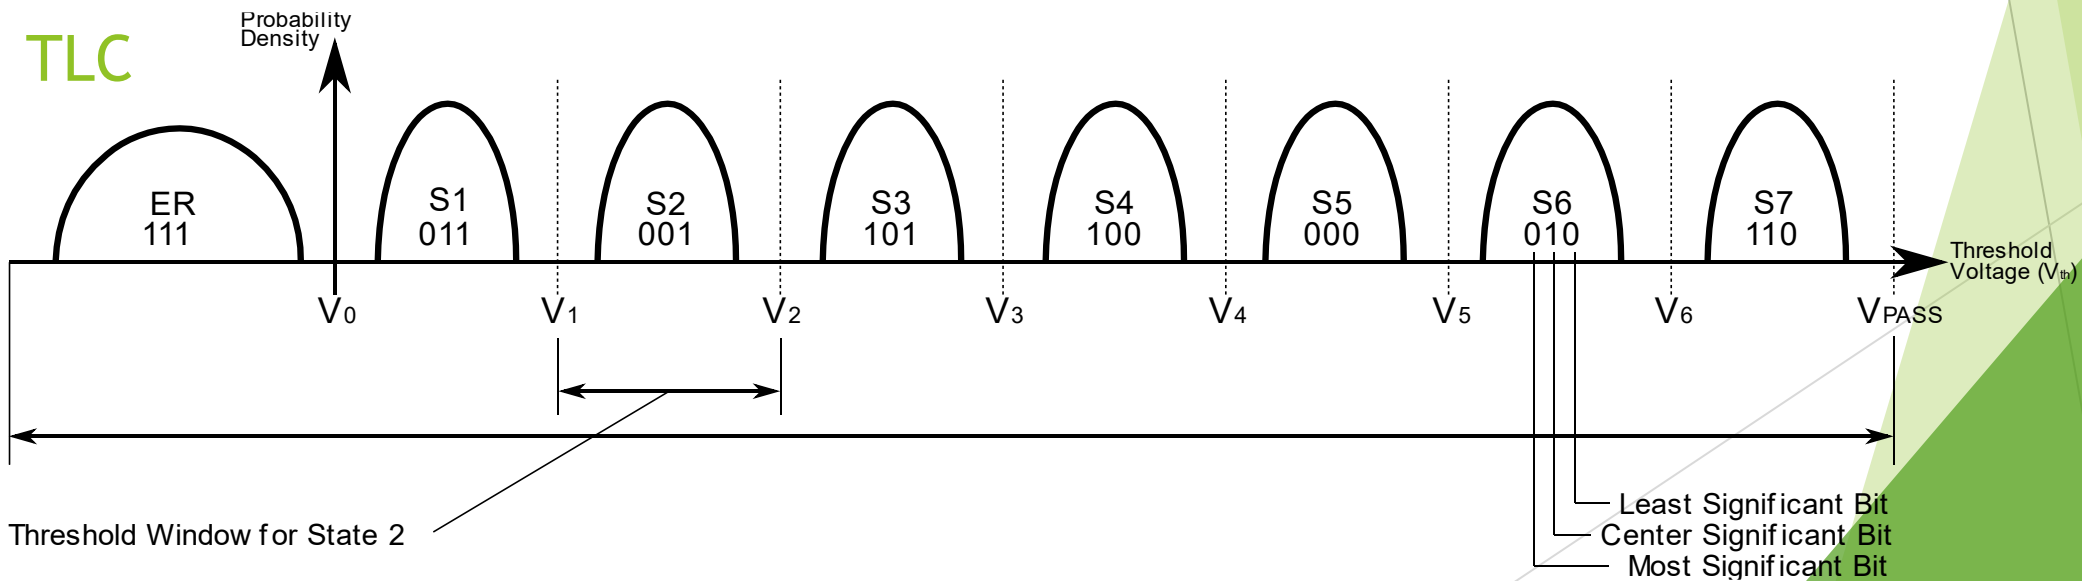 TLC
Probability
Density
ER
111
S1
011
S2
001
S3
101
S4
100
S5
000
S6
010
S7
110
Threshold
Voltage (Vth)
V0
V1
V2
V3
V4
V5
V6
VPASS
Threshold Window for State 2
Least Significant Bit
Center Significant Bit
Most Significant Bit